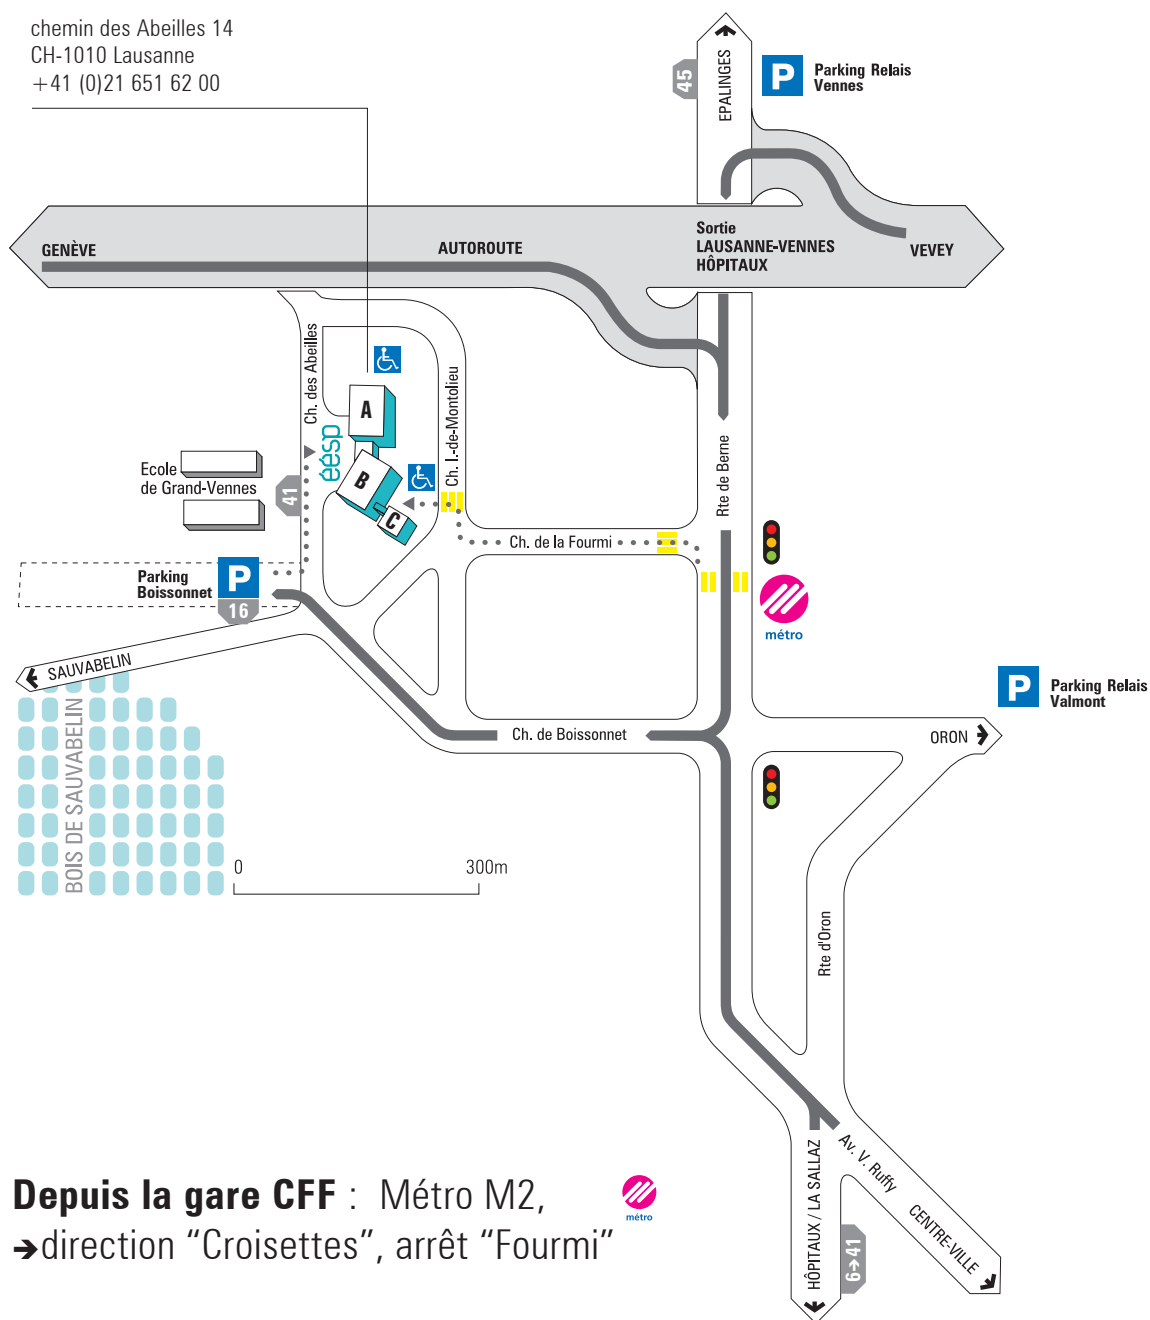 chemin des Abeilles 14
CH-1010 Lausanne
+41 (0)21 651 62 00
EPALINGES
45
P
Parking Relais
Vennes
GENÈVE
AUTOROUTE
Sortie
LAUSANNE-VENNES
HÔPITAUX
VEVEY
Ch. des Abeilles
A
B
C
éésp
Ch. I.-de-Montolieu
Rte de Berne
Ecole
de Grand-Vennes
41
Ch. de la Fourmi
Parking
Boissonnet
P
16
métro
SAUVABELIN
BOIS DE SAUVABELIN
P
Parking Relais
Valmont
Ch. de Boissonnet
ORON
0
300m
Rte d'Oron
Av. V. Ruffy
HÔPITAUX / LA SALLAZ
CENTRE-VILLE
6➔41
Depuis la gare CFF : Métro M2,
métro
➔direction “Croisettes”, arrêt “Fourmi”